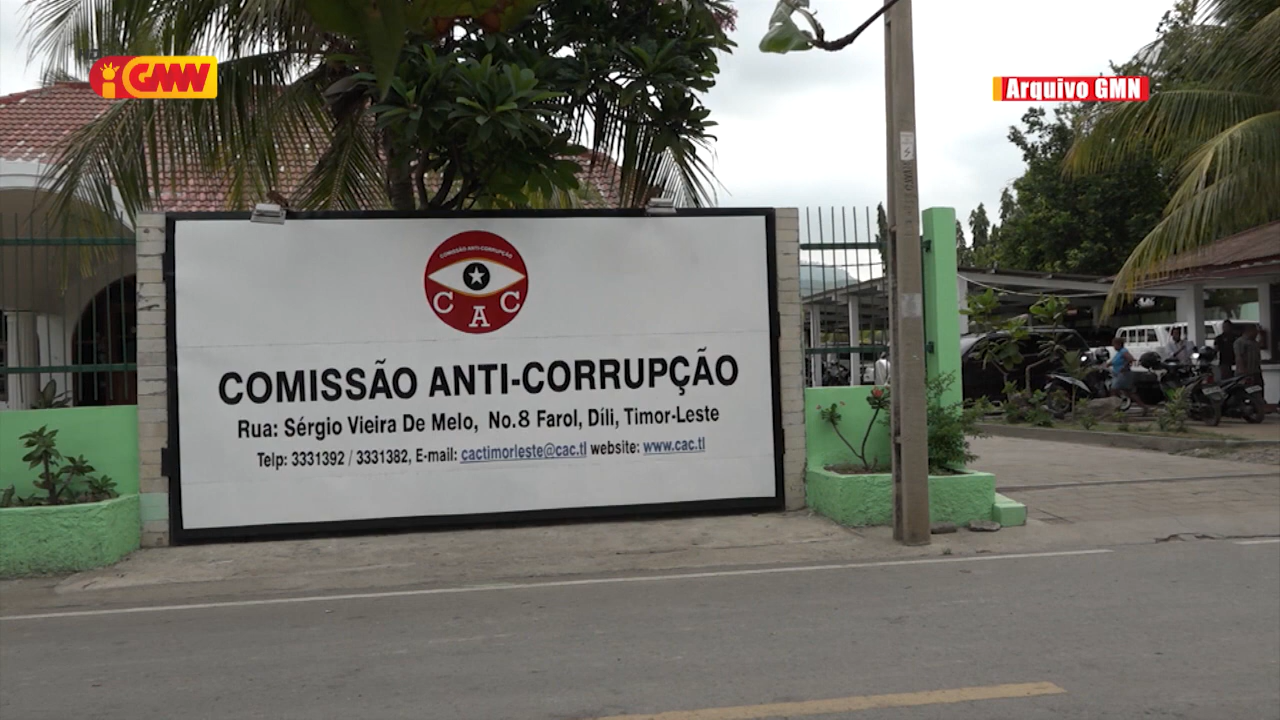 GMN
Arquivo GMN
COMISSÃO ANTI-CORRUPÇÃO
C A C
COMISSÃO ANTI-CORRUPÇÃO
Rua: Sérgio Vieira De Melo, No.8 Farol, Díli, Timor-Leste
Telp: 3331392 / 3331382, E-mail: cactimorleste@cac.tl website: www.cac.tl